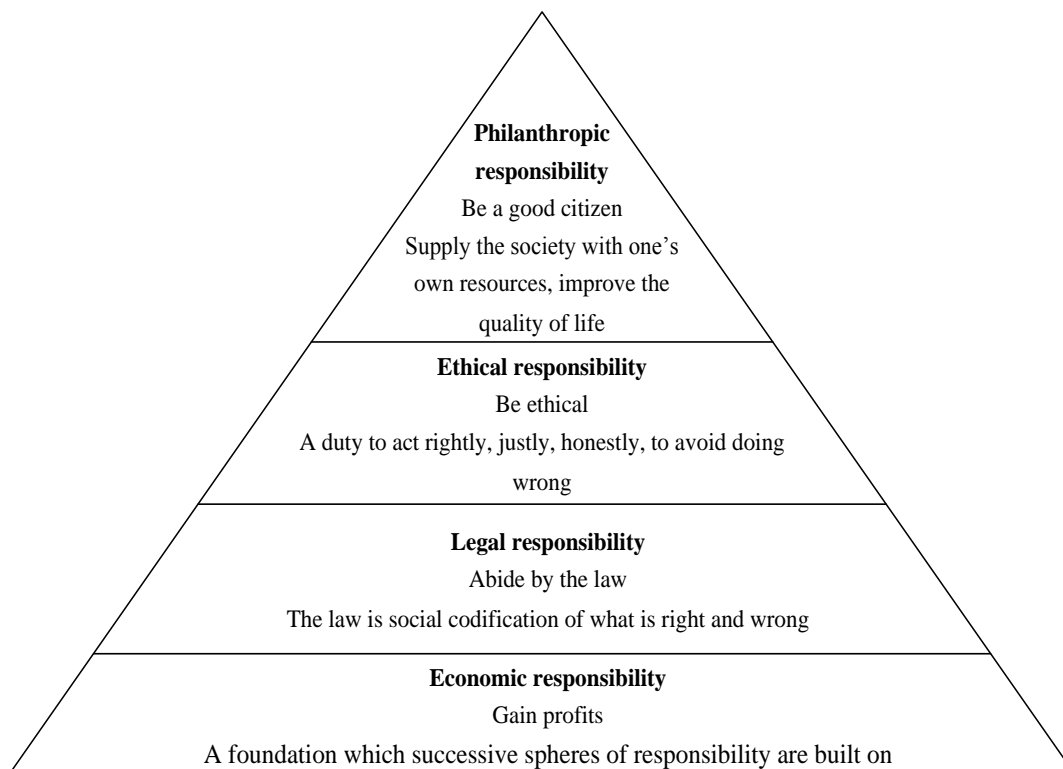 Philanthropic
responsibility
Be a good citizen
Supply the society with one’s
own resources, improve the
quality of life
Ethical responsibility
Be ethical
A duty to act rightly, justly, honestly, to avoid doing
wrong
Legal responsibility
Abide by the law
The law is social codification of what is right and wrong
Economic responsibility
Gain profits
A foundation which successive spheres of responsibility are built on